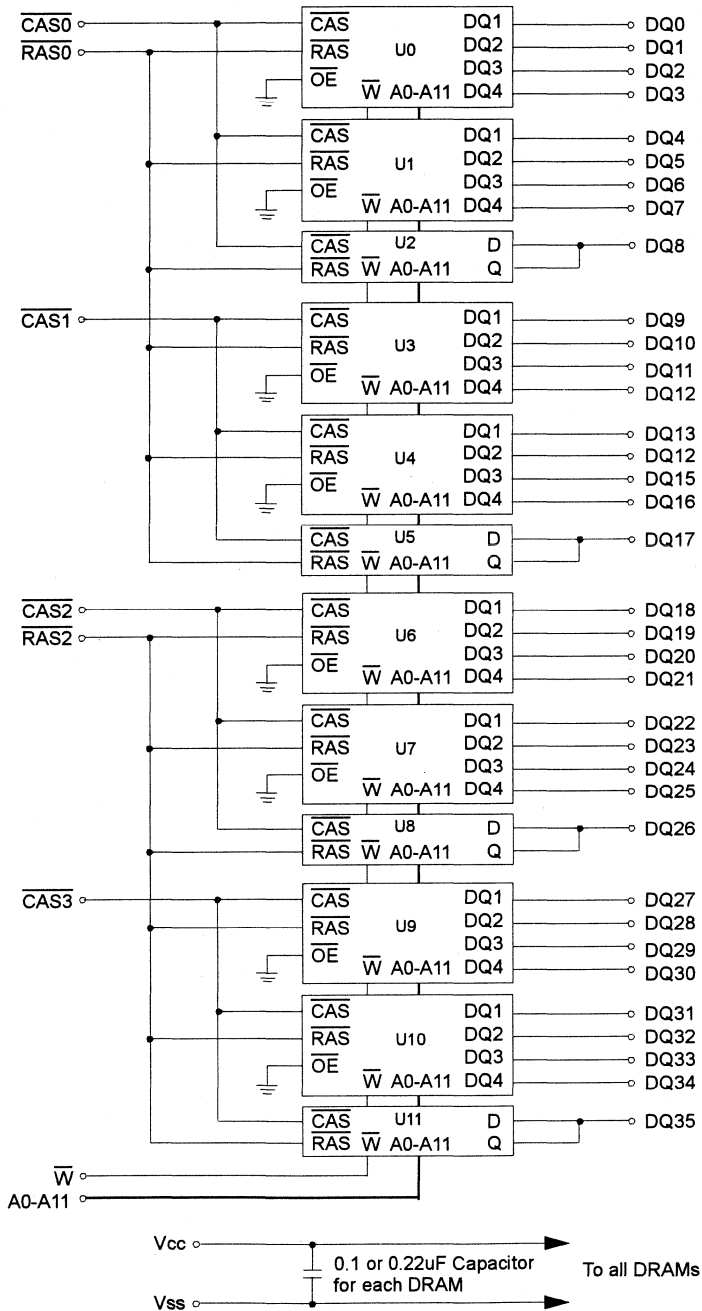 CAS0 CAS U0 DQ1 DQ0
RAS0 RAS DQ2 DQ1
OE DQ3 DQ2
W A0-A11 DQ4 DQ3
CAS U1 DQ1 DQ4
RAS DQ2 DQ5
OE DQ3 DQ6
W A0-A11 DQ4 DQ7
CAS U2 D DQ8
RAS W A0-A11 Q
CAS1 CAS U3 DQ1 DQ9
RAS DQ2 DQ10
OE DQ3 DQ11
W A0-A11 DQ4 DQ12
CAS U4 DQ1 DQ13
RAS DQ2 DQ12
OE DQ3 DQ15
W A0-A11 DQ4 DQ16
CAS U5 D DQ17
RAS W A0-A11 Q
CAS2 CAS U6 DQ1 DQ18
RAS2 RAS DQ2 DQ19
OE DQ3 DQ20
W A0-A11 DQ4 DQ21
CAS U7 DQ1 DQ22
RAS DQ2 DQ23
OE DQ3 DQ24
W A0-A11 DQ4 DQ25
CAS U8 D DQ26
RAS W A0-A11 Q
CAS3 CAS U9 DQ1 DQ27
RAS DQ2 DQ28
OE DQ3 DQ29
W A0-A11 DQ4 DQ30
CAS U10 DQ1 DQ31
RAS DQ2 DQ32
OE DQ3 DQ33
W A0-A11 DQ4 DQ34
CAS U11 D DQ35
RAS W A0-A11 Q
W
A0-A11
Vcc
0.1 or 0.22uF Capacitor
for each DRAM
To all DRAMs
Vss